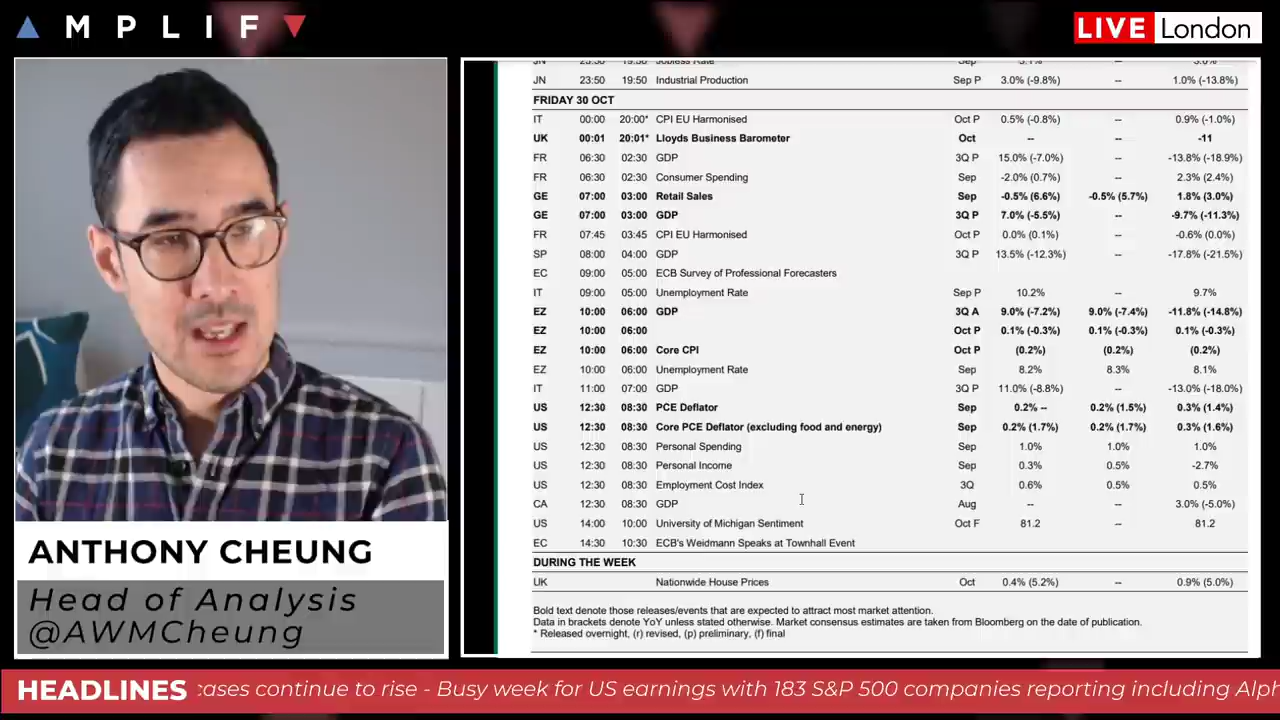 AMPLIFY
LIVE London
JN 23:50 19:50 Industrial Production Sep P 3.0% (-9.8%) -- 1.0% (-13.8%)
FRIDAY 30 OCT
IT 00:00 20:00* CPI EU Harmonised Oct P 0.5% (-0.8%) -- 0.9% (-1.0%)
UK 00:01 20:01* Lloyds Business Barometer Oct -- -- -11
FR 06:30 02:30 GDP 3Q P 15.0% (-7.0%) -- -13.8% (-18.9%)
FR 06:30 02:30 Consumer Spending Sep -2.0% (0.7%) -- 2.3% (2.4%)
GE 07:00 03:00 Retail Sales Sep -0.5% (6.6%) -0.5% (5.7%) 1.8% (3.0%)
GE 07:00 03:00 GDP 3Q P 7.0% (-5.5%) -- -9.7% (-11.3%)
FR 07:45 03:45 CPI EU Harmonised Oct P 0.0% (0.1%) -- -0.6% (0.0%)
SP 08:00 04:00 GDP 3Q P 13.5% (-12.3%) -- -17.8% (-21.5%)
EC 09:00 05:00 ECB Survey of Professional Forecasters
IT 09:00 05:00 Unemployment Rate Sep P 10.2% -- 9.7%
EZ 10:00 06:00 GDP 3Q A 9.0% (-7.2%) 9.0% (-7.4%) -11.8% (-14.8%)
EZ 10:00 06:00 Oct P 0.1% (-0.3%) 0.1% (-0.3%) 0.1% (-0.3%)
EZ 10:00 06:00 Core CPI Oct P (0.2%) (0.2%) (0.2%)
EZ 10:00 06:00 Unemployment Rate Sep 8.2% 8.3% 8.1%
IT 11:00 07:00 GDP 3Q P 11.0% (-8.8%) -- -13.0% (-18.0%)
US 12:30 08:30 PCE Deflator Sep 0.2% -- 0.2% (1.5%) 0.3% (1.4%)
US 12:30 08:30 Core PCE Deflator (excluding food and energy) Sep 0.2% (1.7%) 0.2% (1.7%) 0.3% (1.6%)
US 12:30 08:30 Personal Spending Sep 1.0% 1.0% 1.0%
US 12:30 08:30 Personal Income Sep 0.3% 0.5% -2.7%
US 12:30 08:30 Employment Cost Index 3Q 0.6% 0.5% 0.5%
CA 12:30 08:30 GDP Aug -- -- 3.0% (-5.0%)
US 14:00 10:00 University of Michigan Sentiment Oct F 81.2 -- 81.2
EC 14:30 10:30 ECB's Weidmann Speaks at Townhall Event
DURING THE WEEK
UK Nationwide House Prices Oct 0.4% (5.2%) -- 0.9% (5.0%)
Bold text denote those releases/events that are expected to attract most market attention.
Data in brackets denote YoY unless stated otherwise. Market consensus estimates are taken from Bloomberg on the date of publication.
* Released overnight, (r) revised, (p) preliminary, (f) final
ANTHONY CHEUNG
Head of Analysis
@AWMCheung
HEADLINES cases continue to rise - Busy week for US earnings with 183 S&P 500 companies reporting including Alph